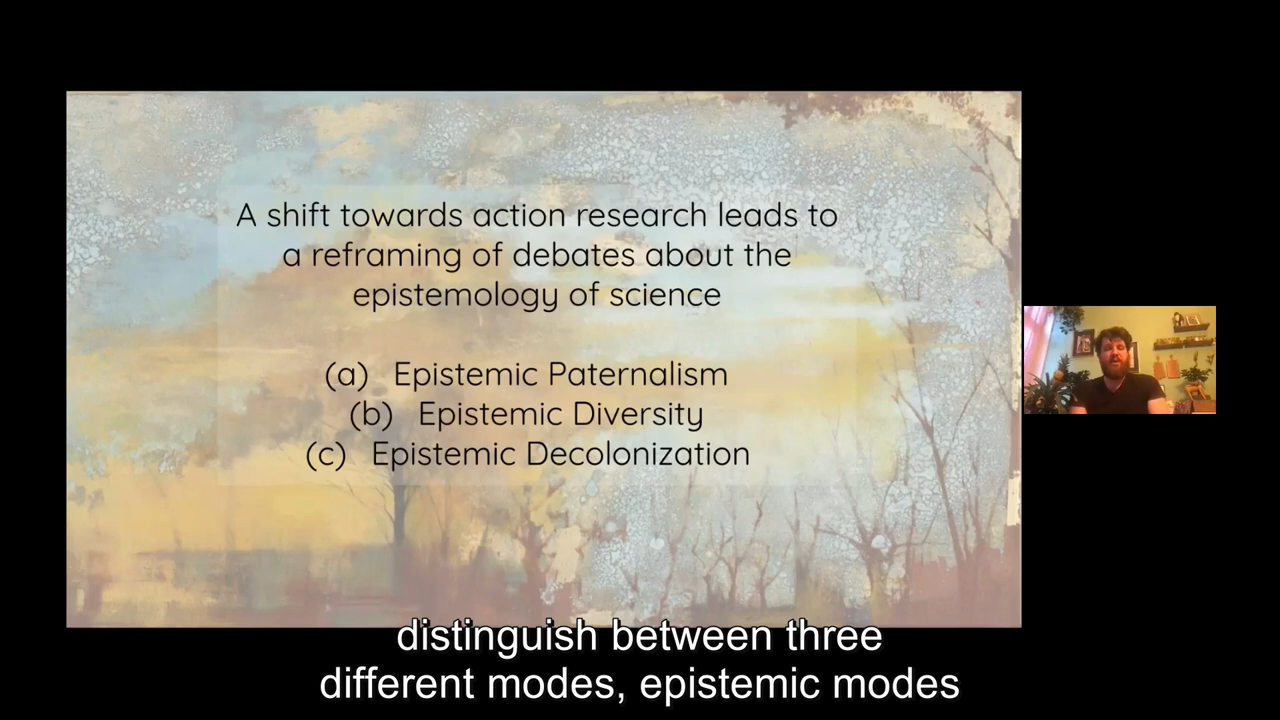 A shift towards action research leads to
a reframing of debates about the
epistemology of science
(a) Epistemic Paternalism
(b) Epistemic Diversity
(c) Epistemic Decolonization
distinguish between three
different modes, epistemic modes